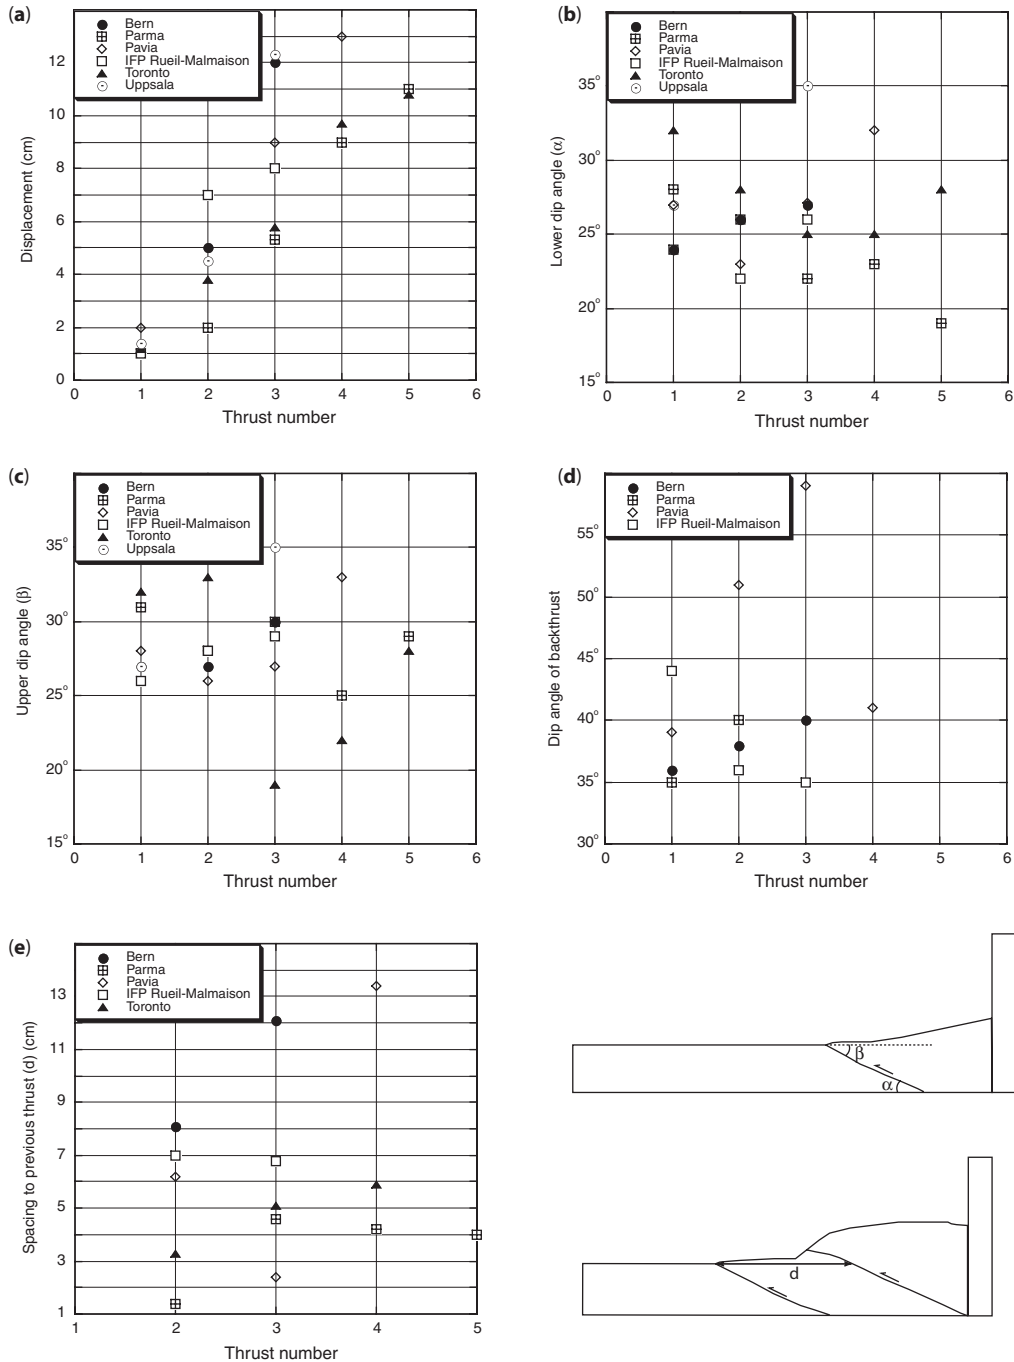 (a)
Bern
Parma
Pavia
IFP Rueil-Malmaison
Toronto
Uppsala
Displacement (cm)
12
10
8
6
4
2
0
0 1 2 3 4 5 6
Thrust number
(b)
Bern
Parma
Pavia
IFP Rueil-Malmaison
Toronto
Uppsala
Lower dip angle (α)
35°
30°
25°
20°
15°
0 1 2 3 4 5 6
Thrust number
(c)
Bern
Parma
Pavia
IFP Rueil-Malmaison
Toronto
Uppsala
Upper dip angle (β)
35°
30°
25°
20°
15°
0 1 2 3 4 5 6
Thrust number
(d)
Bern
Parma
Pavia
IFP Rueil-Malmaison
Dip angle of backthrust
55°
50°
45°
40°
35°
30°
0 1 2 3 4 5 6
Thrust number
(e)
Bern
Parma
Pavia
IFP Rueil-Malmaison
Toronto
Spacing to previous thrust (d) (cm)
13
11
9
7
5
3
1
1 2 3 4 5
Thrust number
β
α
d